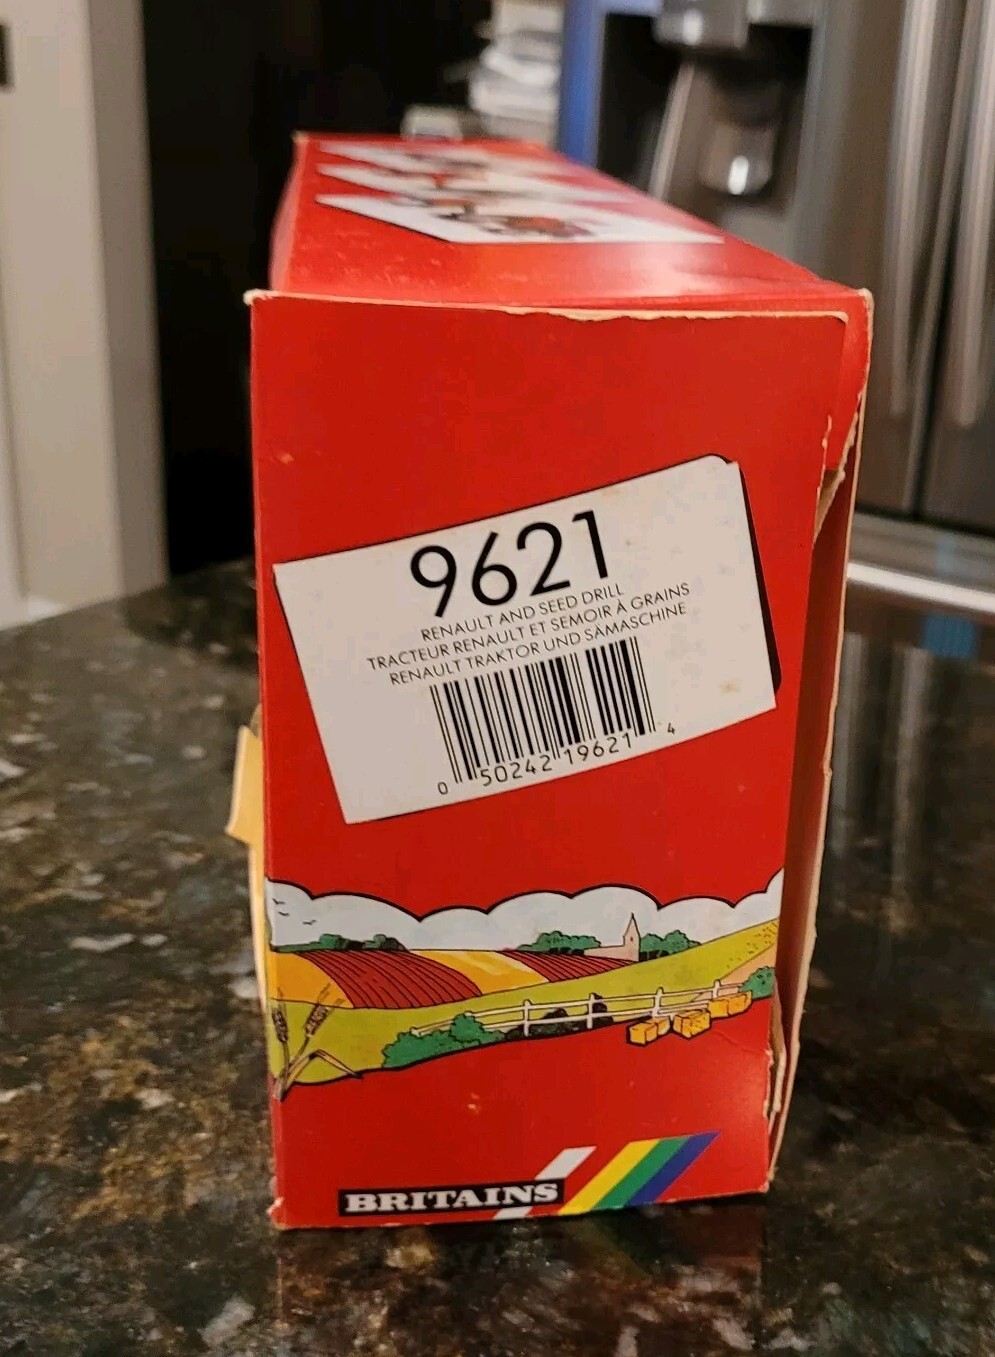 9621
RENAULT AND SEED DRILL
TRACTEUR RENAULT ET SEMOIR À GRAINS
RENAULT TRAKTOR UND SÄMASCHINE
0 50242 19621 4
BRITAINS